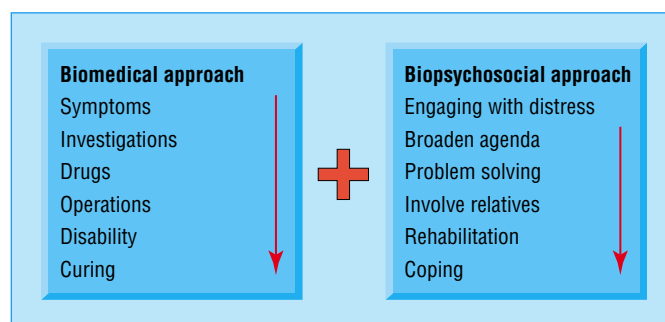 Biomedical approach
Symptoms
Investigations
Drugs
Operations
Disability
Curing
Biopsychosocial approach
Engaging with distress
Broaden agenda
Problem solving
Involve relatives
Rehabilitation
Coping